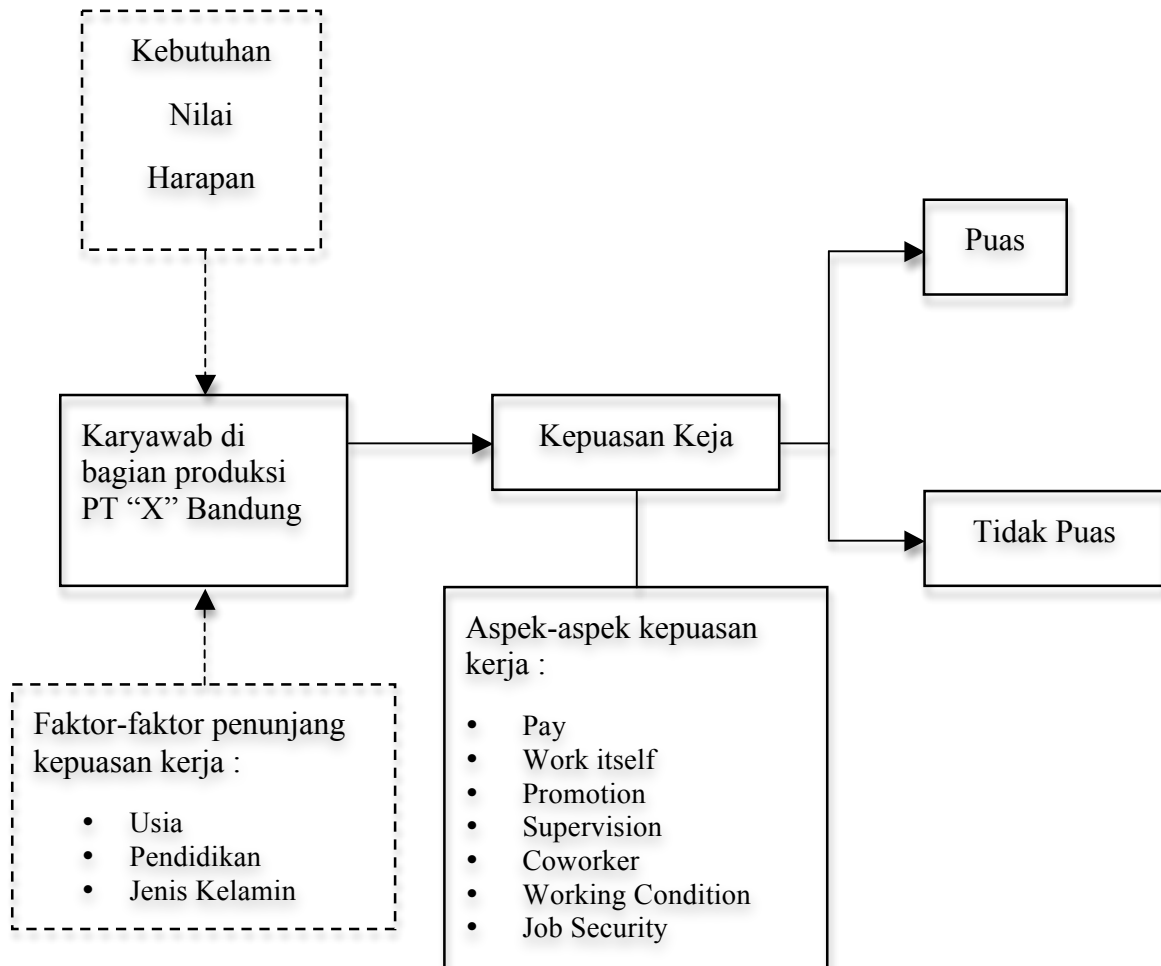 Kebutuhan
Nilai
Harapan
Puas
Karyawab di
bagian produksi
PT “X” Bandung
Kepuasan Keja
Tidak Puas
Faktor-faktor penunjang
kepuasan kerja :
• Usia
• Pendidikan
• Jenis Kelamin
Aspek-aspek kepuasan
kerja :
• Pay
• Work itself
• Promotion
• Supervision
• Coworker
• Working Condition
• Job Security